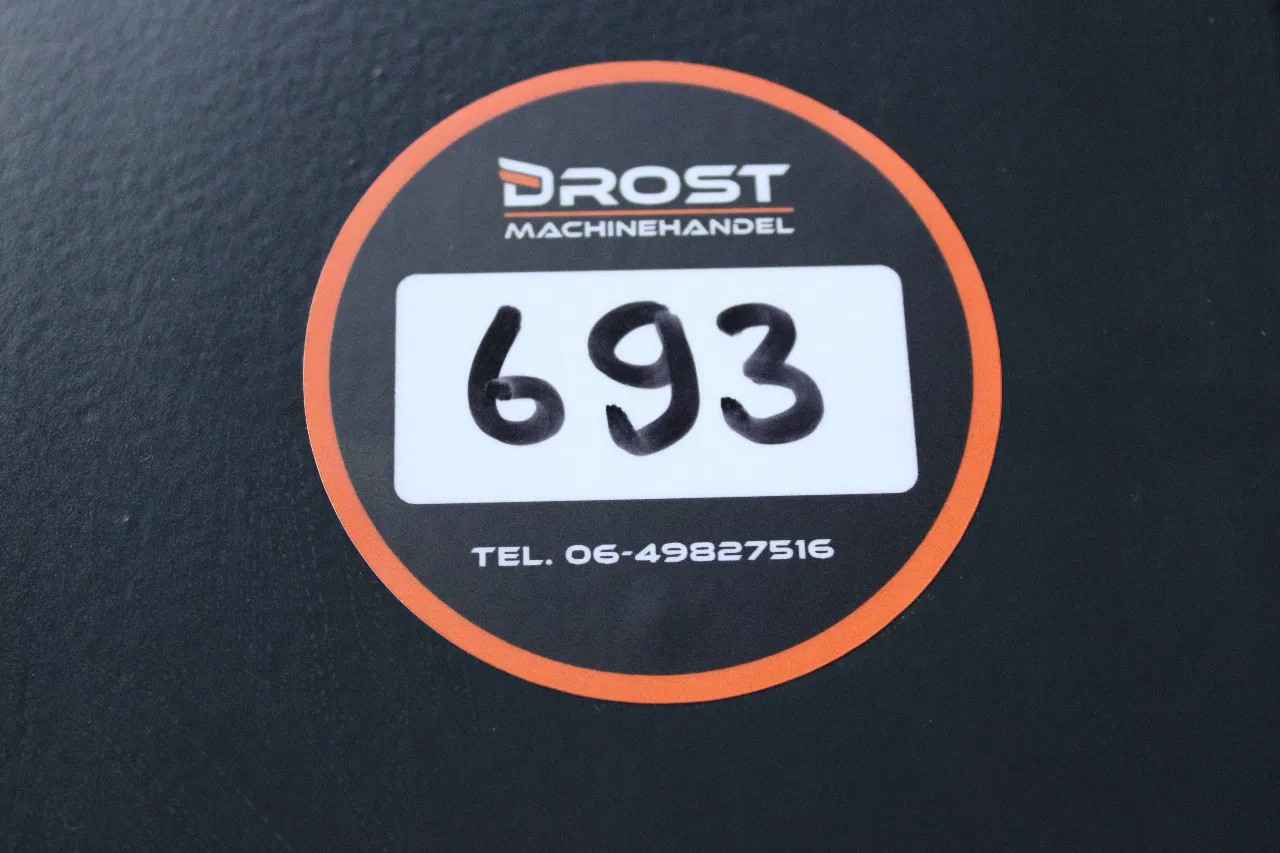 DROST
MACHINEHANDEL
693
TEL. 06-49827516